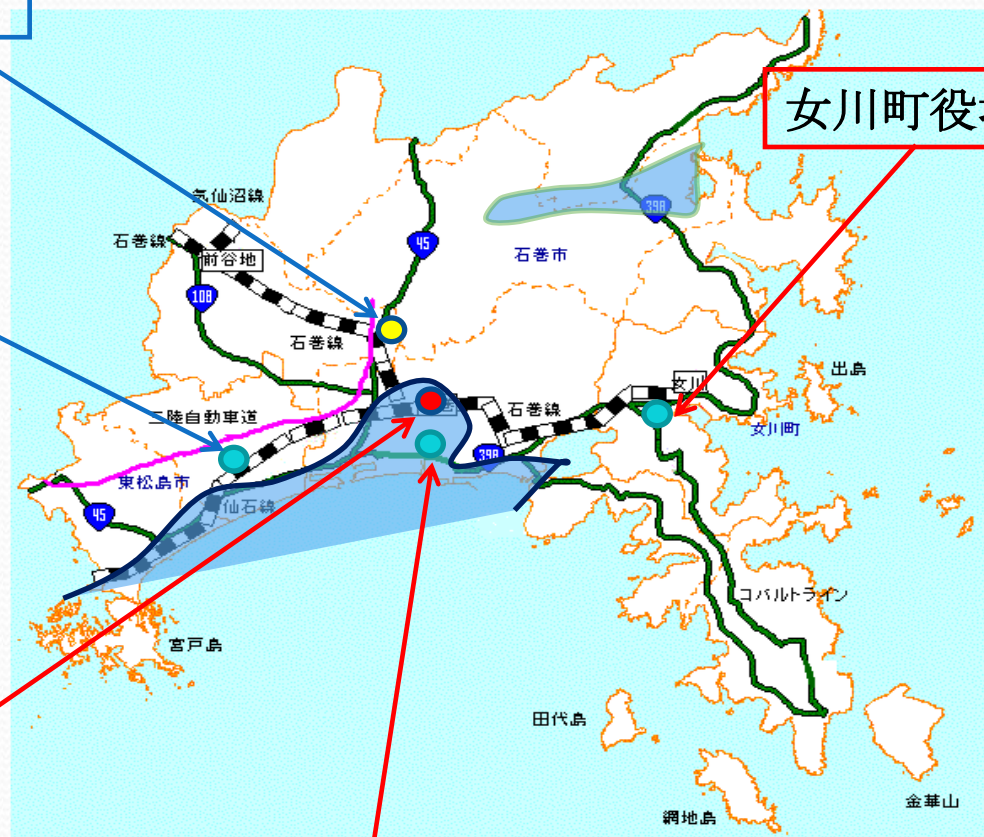 女川町役
気仙沼線
石巻線
前谷地
398
45
石巻市
108
石巻線
出島
女川
石巻線
三陸自動車道
女川町
398
東松島市
仙石線
45
コバルトライン
宮戸島
田代島
金華山
網地島